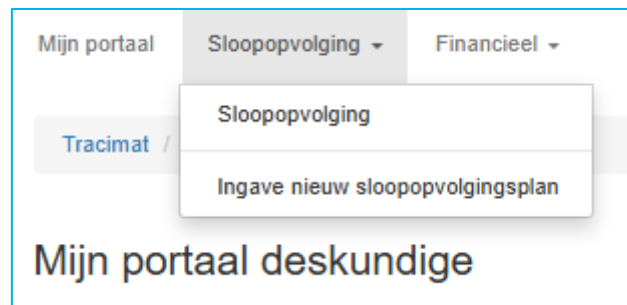 Mijn portaal Sloopopvolging Financieel
Sloopopvolging
Tracimat /
Ingave nieuw sloopopvolgingsplan
Mijn portaal deskundige